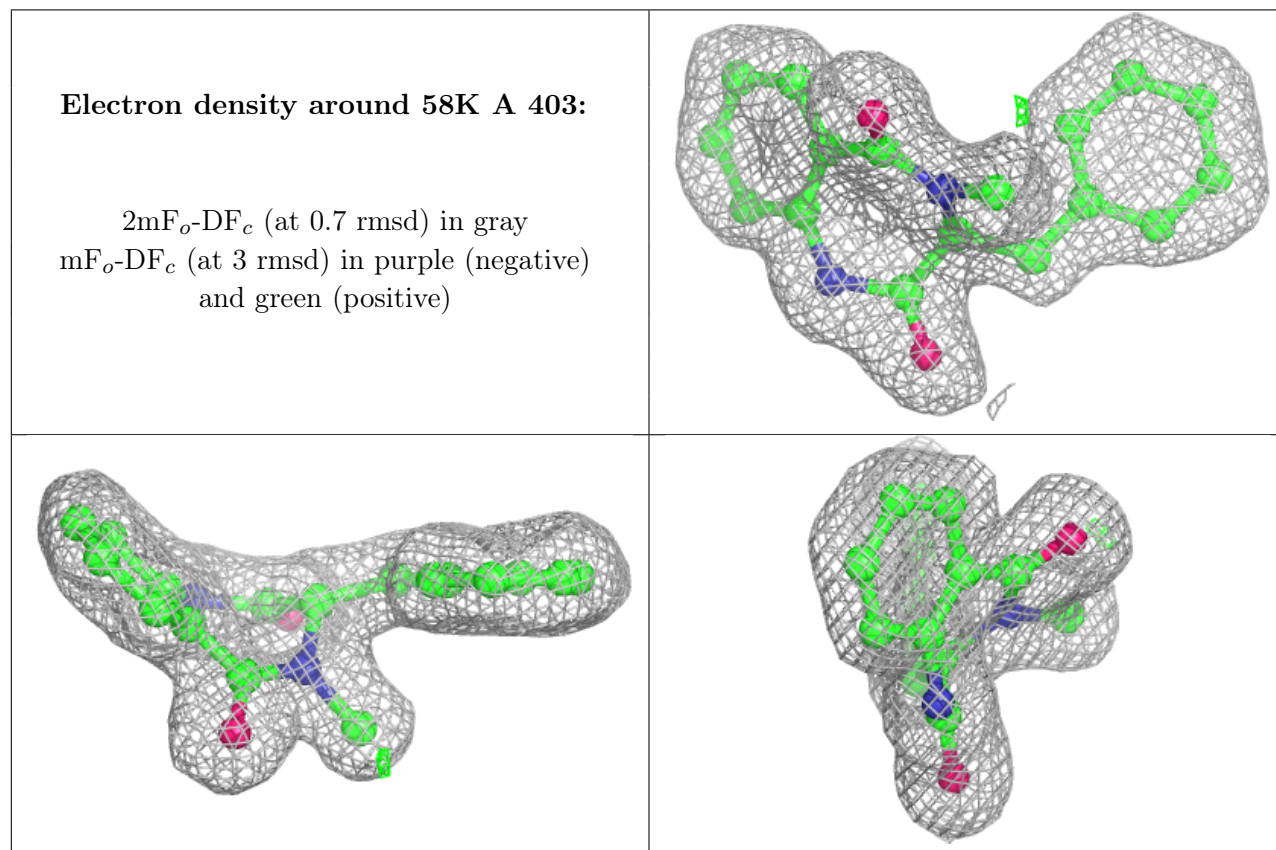 Electron density around 58K A 403:
2mFₒ-DF𝒸 (at 0.7 rmsd) in gray
mFₒ-DF𝒸 (at 3 rmsd) in purple (negative)
and green (positive)